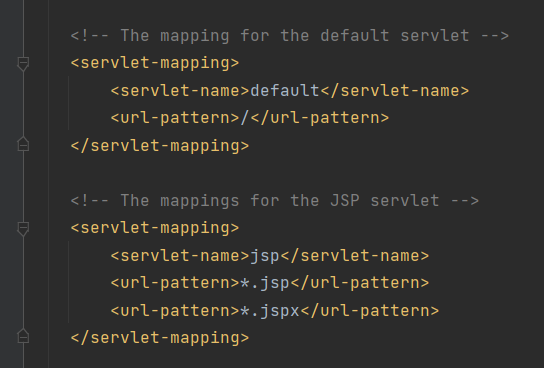 <!-- The mapping for the default servlet -->
<servlet-mapping>
<servlet-name>default</servlet-name>
<url-pattern>/</url-pattern>
</servlet-mapping>
<!-- The mappings for the JSP servlet -->
<servlet-mapping>
<servlet-name>jsp</servlet-name>
<url-pattern>*.jsp</url-pattern>
<url-pattern>*.jspx</url-pattern>
</servlet-mapping>